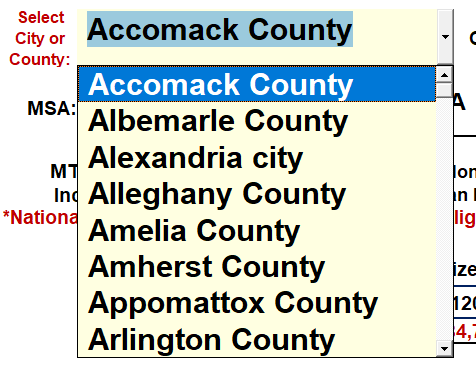 Select
City or
County:
Accomack County
Accomack County
MSA:
A
Albemarle County
Alexandria city
MT
Alleghany County
Inc
Amelia County
*Nationa
Amherst County
Appomattox County
120
Arlington County